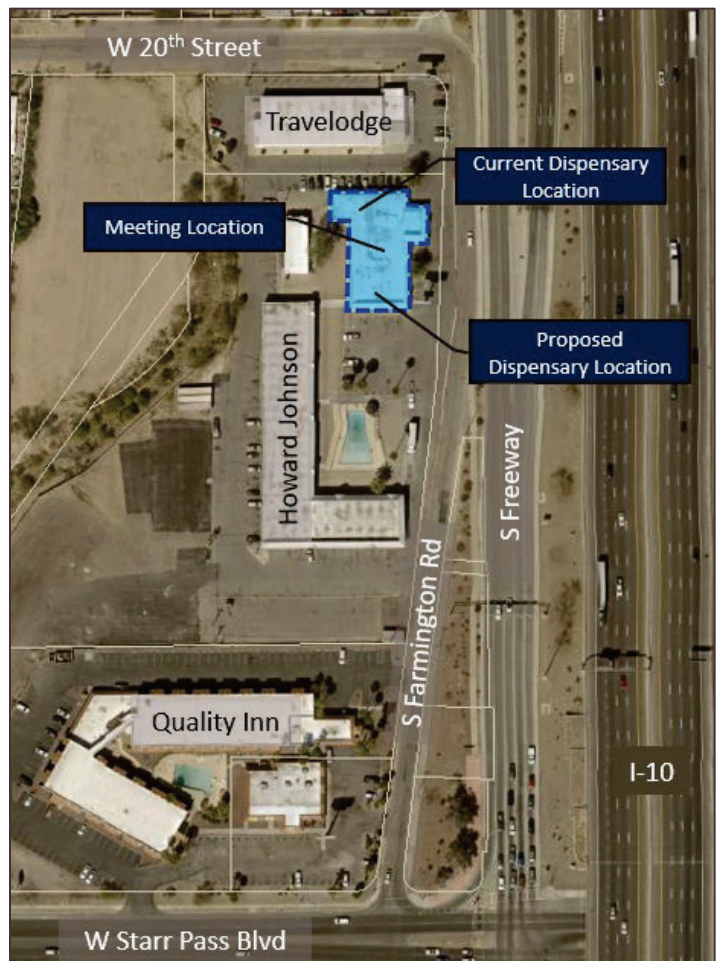 W 20th Street
Travelodge
Current Dispensary
Location
Meeting Location
Proposed
Dispensary Location
Howard Johnson
S Freeway
S Farmington Rd
Quality Inn
I-10
W Starr Pass Blvd